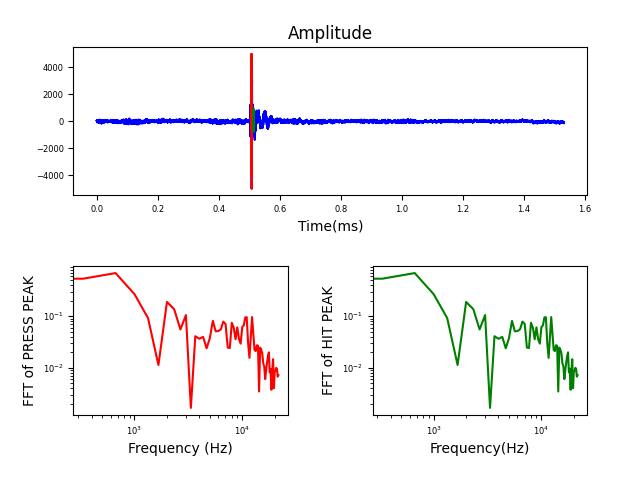 Amplitude
4000
2000
0
−2000
−4000
0.0 0.2 0.4 0.6 0.8 1.0 1.2 1.4 1.6
Time(ms)
FFT of PRESS PEAK
10⁻¹
10⁻²
10³ 10⁴
Frequency (Hz)
FFT of HIT PEAK
10⁻¹
10⁻²
10³ 10⁴
Frequency(Hz)